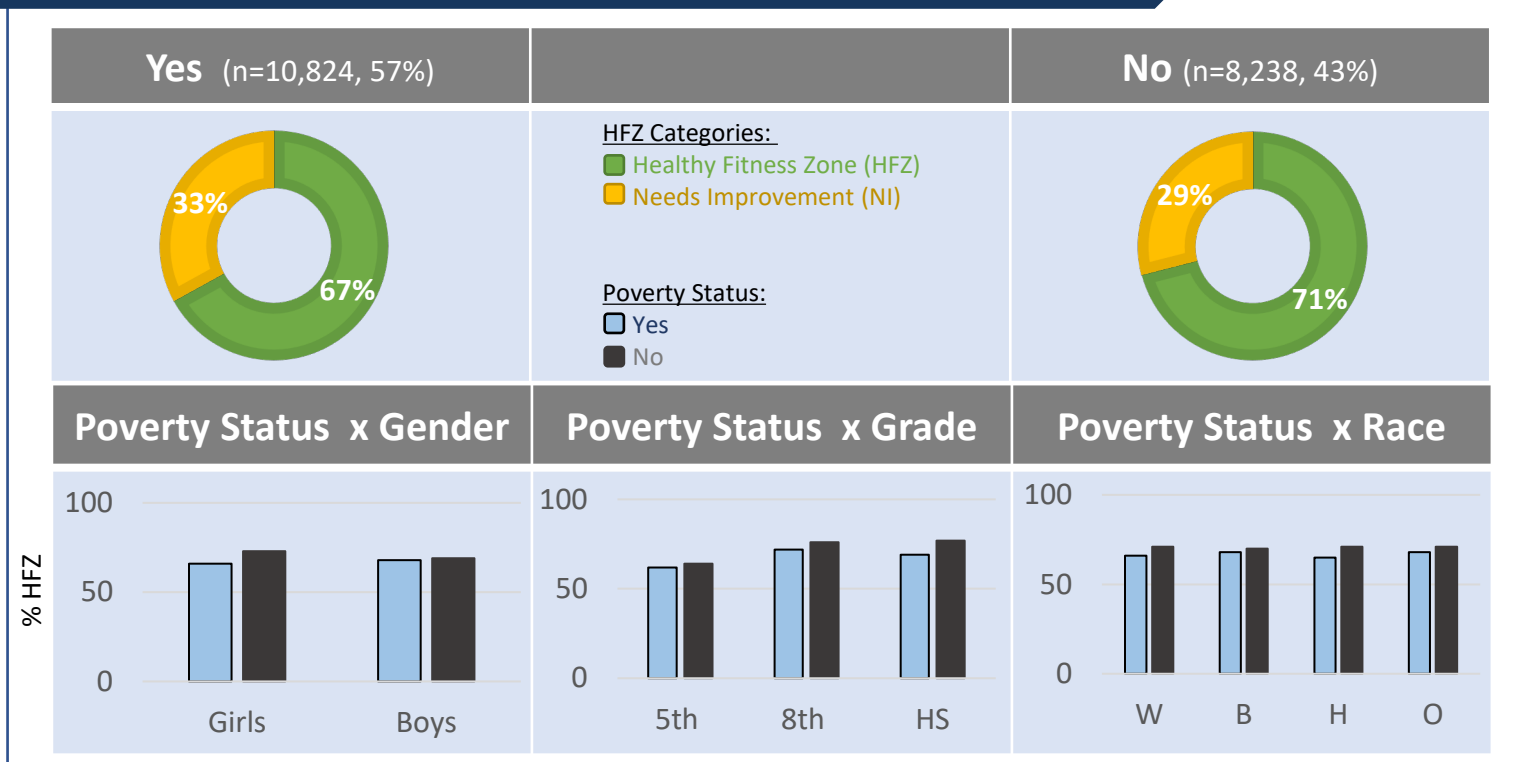 Yes (n=10,824, 57%)
No (n=8,238, 43%)
33%
67%
HFZ Categories:
Healthy Fitness Zone (HFZ)
Needs Improvement (NI)
Poverty Status:
Yes
No
29%
71%
Poverty Status x Gender
Poverty Status x Grade
Poverty Status x Race
% HFZ
100
50
0
Girls Boys
100
50
0
5th 8th HS
100
50
0
W B H O